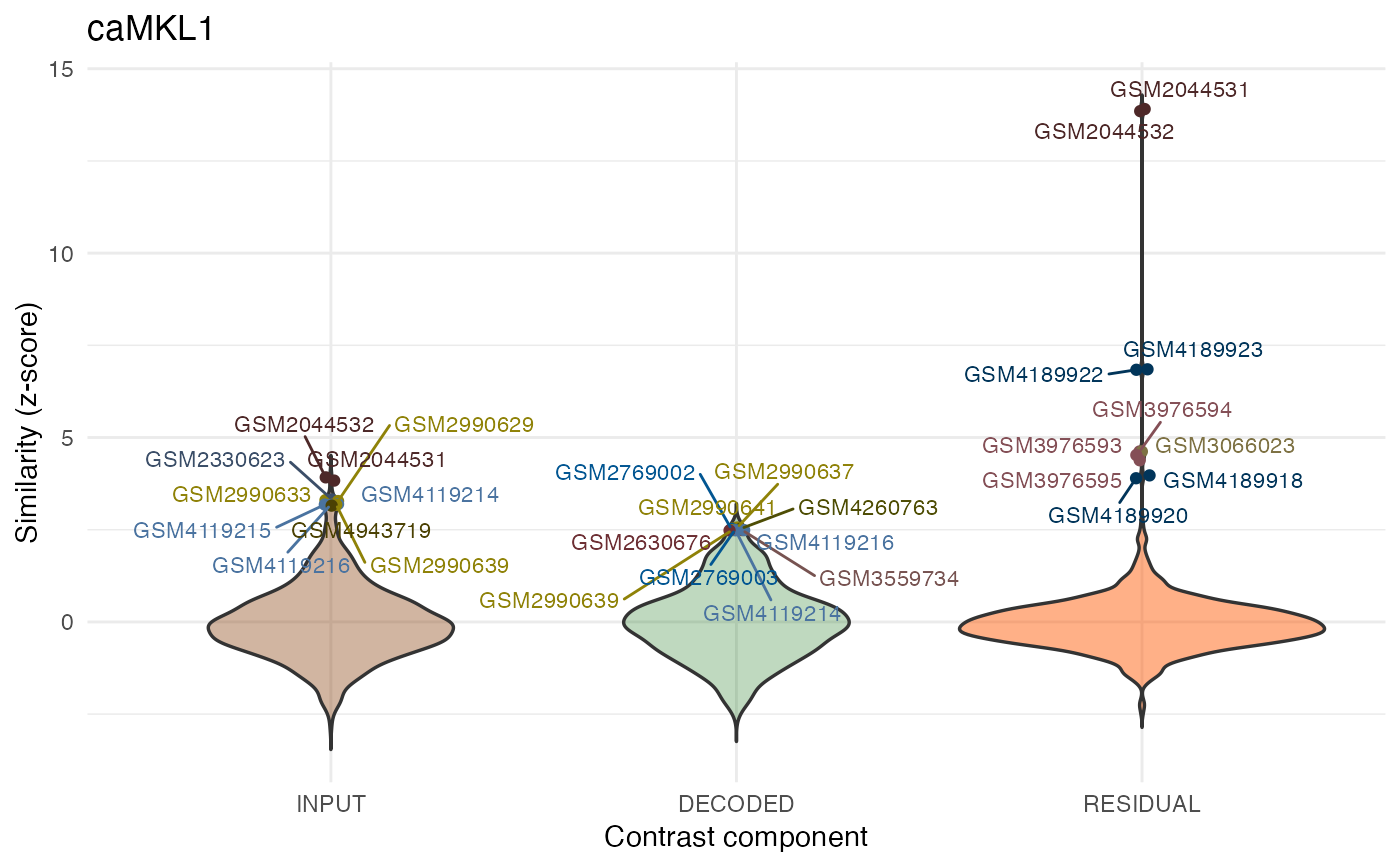 caMKL1
15
10
5
0
Similarity (z-score)
GSM2044532
GSM2990629
GSM2330623
GSM2044531
GSM2990633
GSM4119214
GSM4119215
GSM4943719
GSM4119216
GSM2990639
GSM2769002
GSM2990637
GSM2990641
GSM4260763
GSM2630676
GSM4119216
GSM2769003
GSM3559734
GSM2990639
GSM4119214
GSM2044531
GSM2044532
GSM4189923
GSM4189922
GSM3976594
GSM3976593
GSM3066023
GSM3976595
GSM4189918
GSM4189920
INPUT
DECODED
RESIDUAL
Contrast component